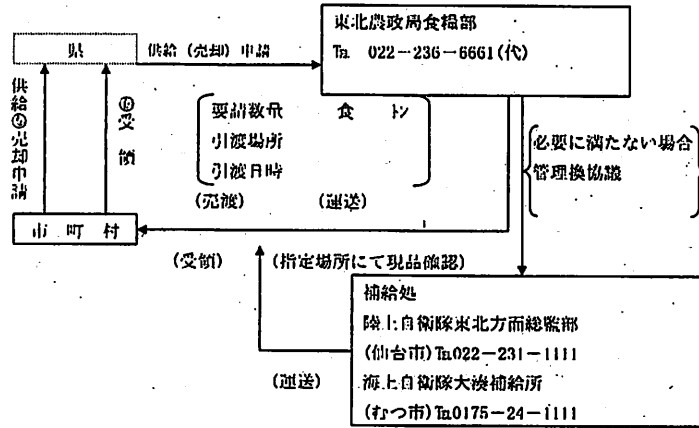 東北農政局食糧部
℡ 022－236－6661(代)
県
供給（売却）申請
供給の売却申請
の受領
要請数量 食 トン
引渡場所
引渡日時
必要に満たない場合
管理換協議
(売渡) (運送)
市町村
(受領) (指定場所にて現品確認)
補給処
陸上自衛隊東北方面総監部
(仙台市)℡022－231－1111
(運送)
海上自衛隊大湊補給所
(むつ市)℡0175－24－1111